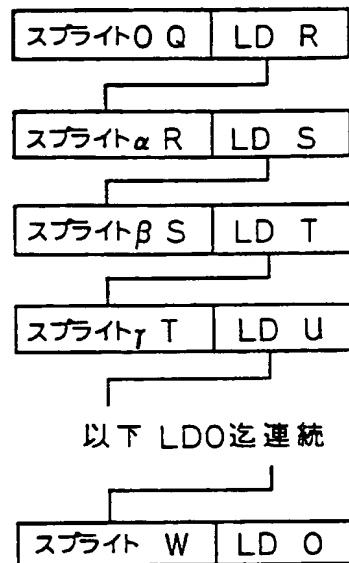 スプライトO Q LD R
スプライトα R LD S
スプライトβ S LD T
スプライトγ T LD U
以下 LDO迄連続
スプライト W LD O